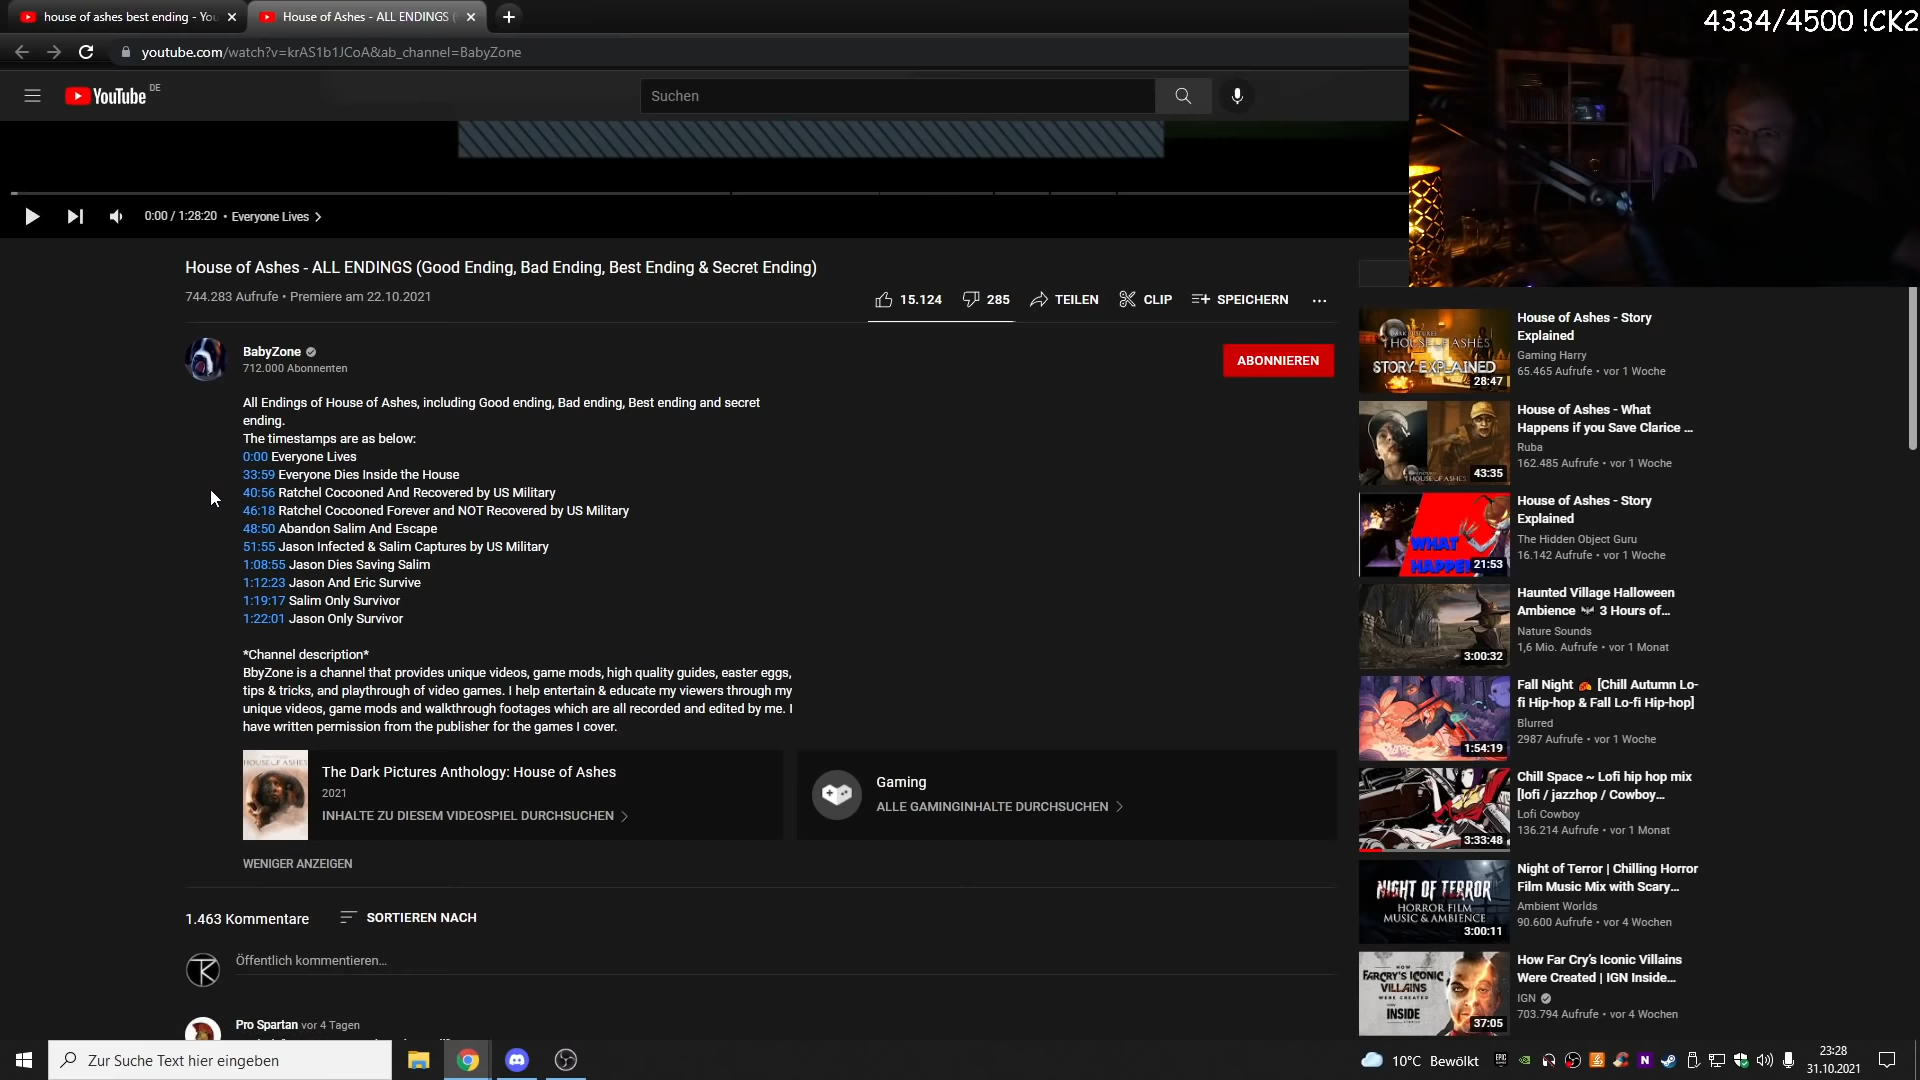 house of ashes best ending - You
House of Ashes - ALL ENDINGS (
4334/4500 !CK2
youtube.com/watch?v=krAS1b1JCoA&ab_channel=BabyZone
YouTube DE
Suchen
0:00 / 1:28:20 • Everyone Lives
House of Ashes - ALL ENDINGS (Good Ending, Bad Ending, Best Ending & Secret Ending)
744.283 Aufrufe • Premiere am 22.10.2021
15.124
285
TEILEN
CLIP
SPEICHERN
BabyZone
712.000 Abonnenten
ABONNIEREN
All Endings of House of Ashes, including Good ending, Bad ending, Best ending and secret
ending.
The timestamps are as below:
0:00 Everyone Lives
33:59 Everyone Dies Inside the House
40:56 Ratchel Cocooned And Recovered by US Military
46:18 Ratchel Cocooned Forever and NOT Recovered by US Military
48:50 Abandon Salim And Escape
51:55 Jason Infected & Salim Captures by US Military
1:08:55 Jason Dies Saving Salim
1:12:23 Jason And Eric Survive
1:19:17 Salim Only Survivor
1:22:01 Jason Only Survivor
*Channel description*
BbyZone is a channel that provides unique videos, game mods, high quality guides, easter eggs,
tips & tricks, and playthrough of video games. I help entertain & educate my viewers through my
unique videos, game mods and walkthrough footages which are all recorded and edited by me. I
have written permission from the publisher for the games I cover.
HOUSE OF ASHES
The Dark Pictures Anthology: House of Ashes
2021
INHALTE ZU DIESEM VIDEOSPIEL DURCHSUCHEN
Gaming
ALLE GAMINGINHALTE DURCHSUCHEN
WENIGER ANZEIGEN
1.463 Kommentare
SORTIEREN NACH
Öffentlich kommentieren...
Pro Spartan vor 4 Tagen
HOUSE OF ASHES
STORY EXPLAINED
28:47
House of Ashes - Story
Explained
Gaming Harry
65.465 Aufrufe • vor 1 Woche
43:35
House of Ashes - What
Happens if you Save Clarice ...
Ruba
162.485 Aufrufe • vor 1 Woche
WHAT
HAPPE
21:53
House of Ashes - Story
Explained
The Hidden Object Guru
16.142 Aufrufe • vor 1 Woche
3:00:32
Haunted Village Halloween
Ambience 🦇 3 Hours of...
Nature Sounds
1,6 Mio. Aufrufe • vor 1 Monat
1:54:19
Fall Night 🍂 [Chill Autumn Lo-
fi Hip-hop & Fall Lo-fi Hip-hop]
Blurred
2987 Aufrufe • vor 1 Woche
3:33:48
Chill Space ~ Lofi hip hop mix
[lofi / jazzhop / Cowboy...
Lofi Cowboy
136.214 Aufrufe • vor 1 Monat
NIGHT OF TERROR
HORROR FILM
MUSIC & AMBIENCE
3:00:11
Night of Terror | Chilling Horror
Film Music Mix with Scary...
Ambient Worlds
90.600 Aufrufe • vor 4 Wochen
HOW
FARCRY'S ICONIC
VILLAINS
WERE CREATED
INSIDE
37:05
How Far Cry's Iconic Villains
Were Created | IGN Inside...
IGN
703.794 Aufrufe • vor 4 Wochen
Zur Suche Text hier eingeben
10°C Bewölkt
23:28
31.10.2021